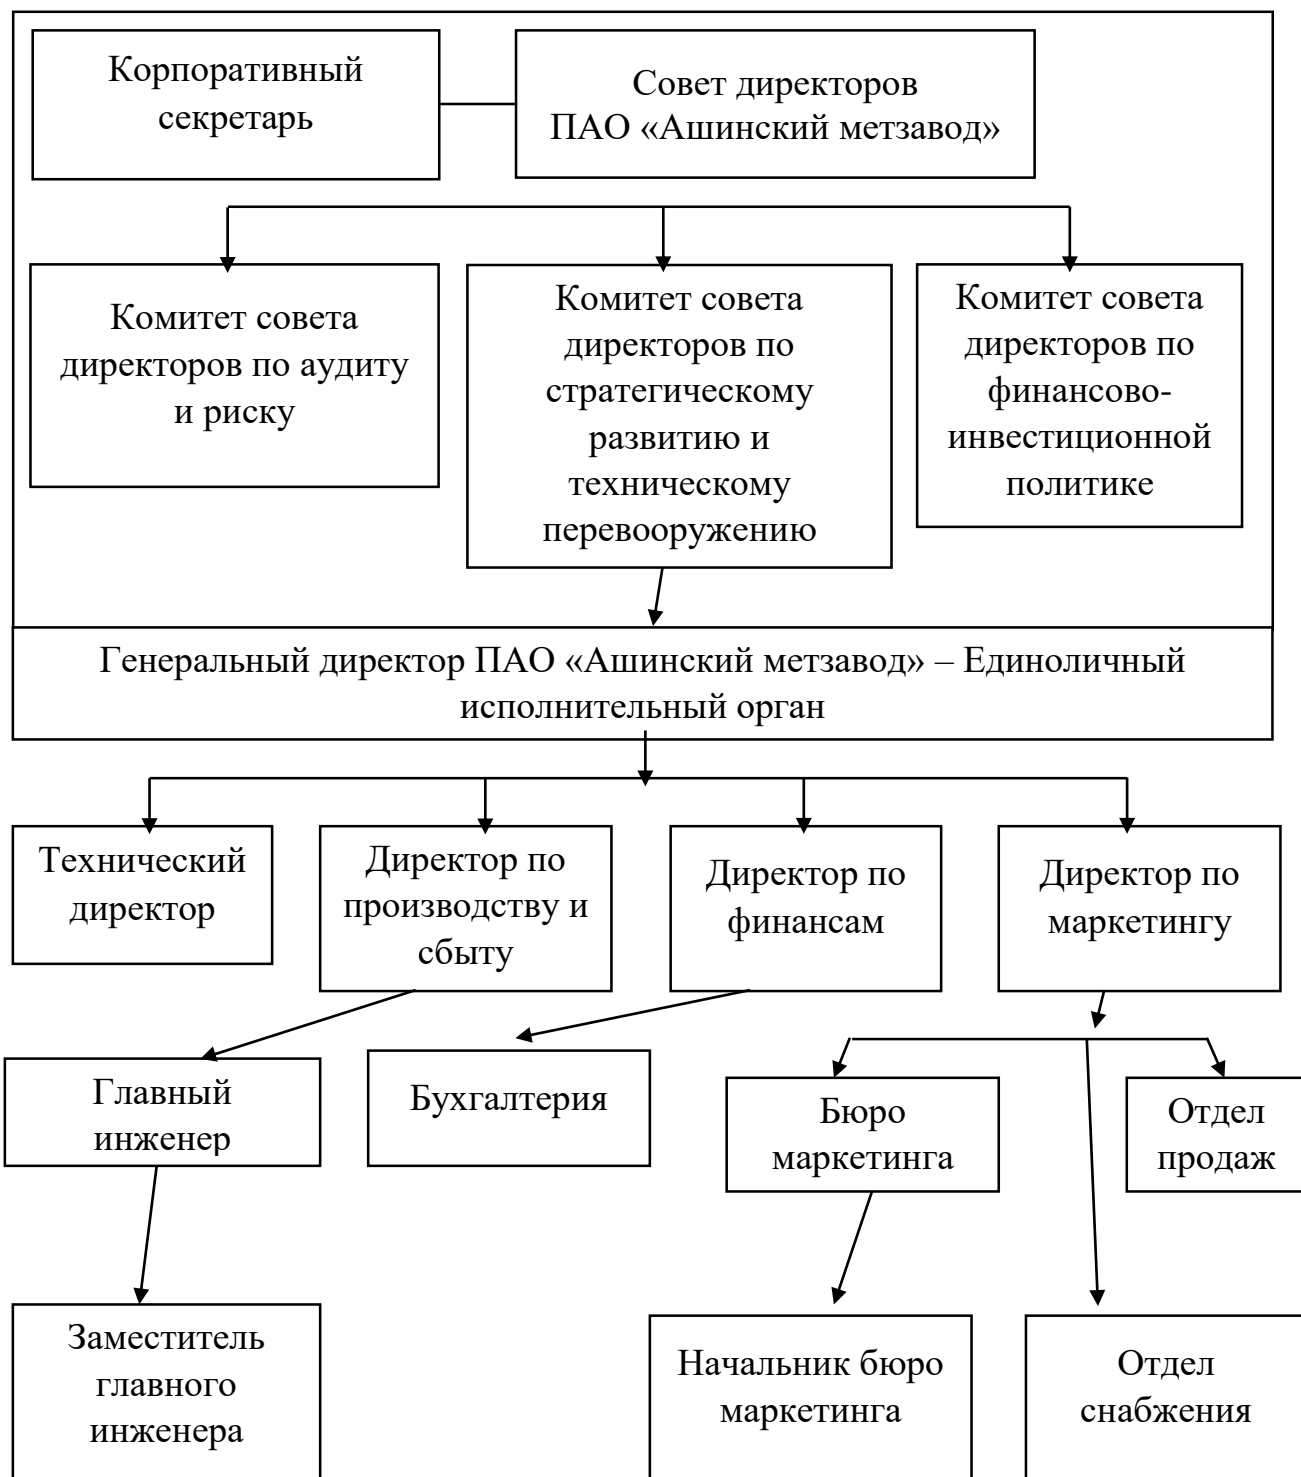 Корпоративный
секретарь
Совет директоров
ПАО «Ашинский метзавод»
Комитет совета
директоров по аудиту
и риску
Комитет совета
директоров по
стратегическому
развитию и
техническому
перевооружению
Комитет совета
директоров по
финансово-
инвестиционной
политике
Генеральный директор ПАО «Ашинский метзавод» – Единоличный
исполнительный орган
Технический
директор
Директор по
производству и
сбыту
Директор по
финансам
Директор по
маркетингу
Главный
инженер
Бухгалтерия
Бюро
маркетинга
Отдел
продаж
Заместитель
главного
инженера
Начальник бюро
маркетинга
Отдел
снабжения